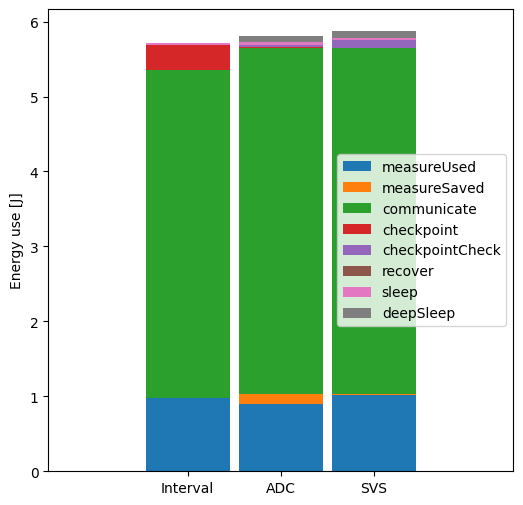 6
5
4
3
2
1
0
Energy use [J]
Interval
ADC
SVS
measureUsed
measureSaved
communicate
checkpoint
checkpointCheck
recover
sleep
deepSleep